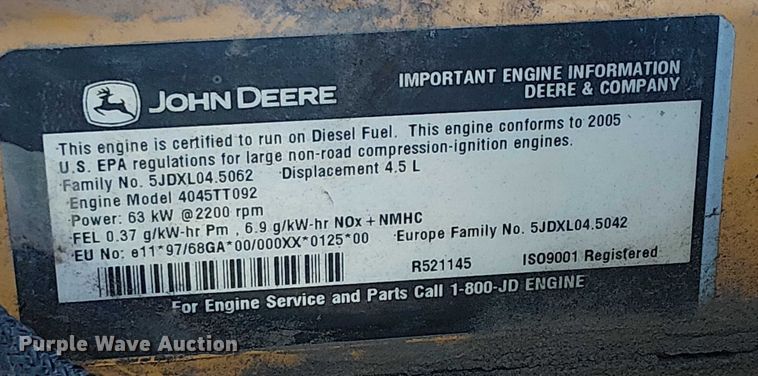 JOHN DEERE
IMPORTANT ENGINE INFORMATION
DEERE & COMPANY
This engine is certified to run on Diesel Fuel. This engine conforms to 2005
U.S. EPA regulations for large non-road compression-ignition engines.
Family No. 5JDXL04.5062 Displacement 4.5 L
Engine Model 4045TT092
Power: 63 kW @2200 rpm
FEL 0.37 g/kW-hr Pm , 6.9 g/kW-hr NOx + NMHC
Europe Family No. 5JDXL04.5042
EU No: e11*97/68GA*00/000XX*0125*00
R521145 ISO9001 Registered
For Engine Service and Parts Call 1-800-JD ENGINE
Purple Wave Auction